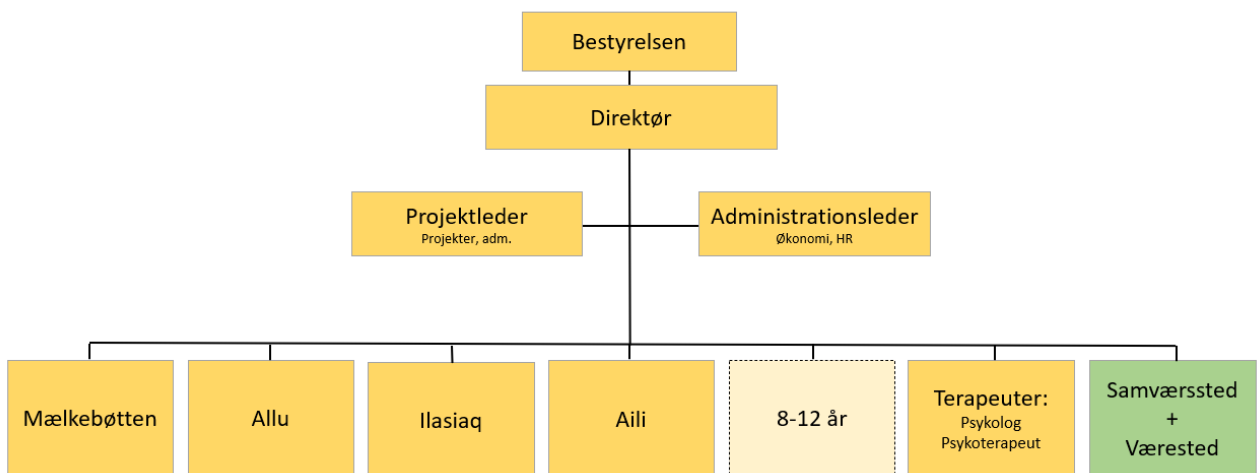 Bestyrelsen
Direktør
Projektleder
Projekter, adm.
Administrationsleder
Økonomi, HR
Mælkebøtten
Allu
Ilasiaq
Aili
8-12 år
Terapeuter:
Psykolog
Psykoterapeut
Samværssted
+
Værested